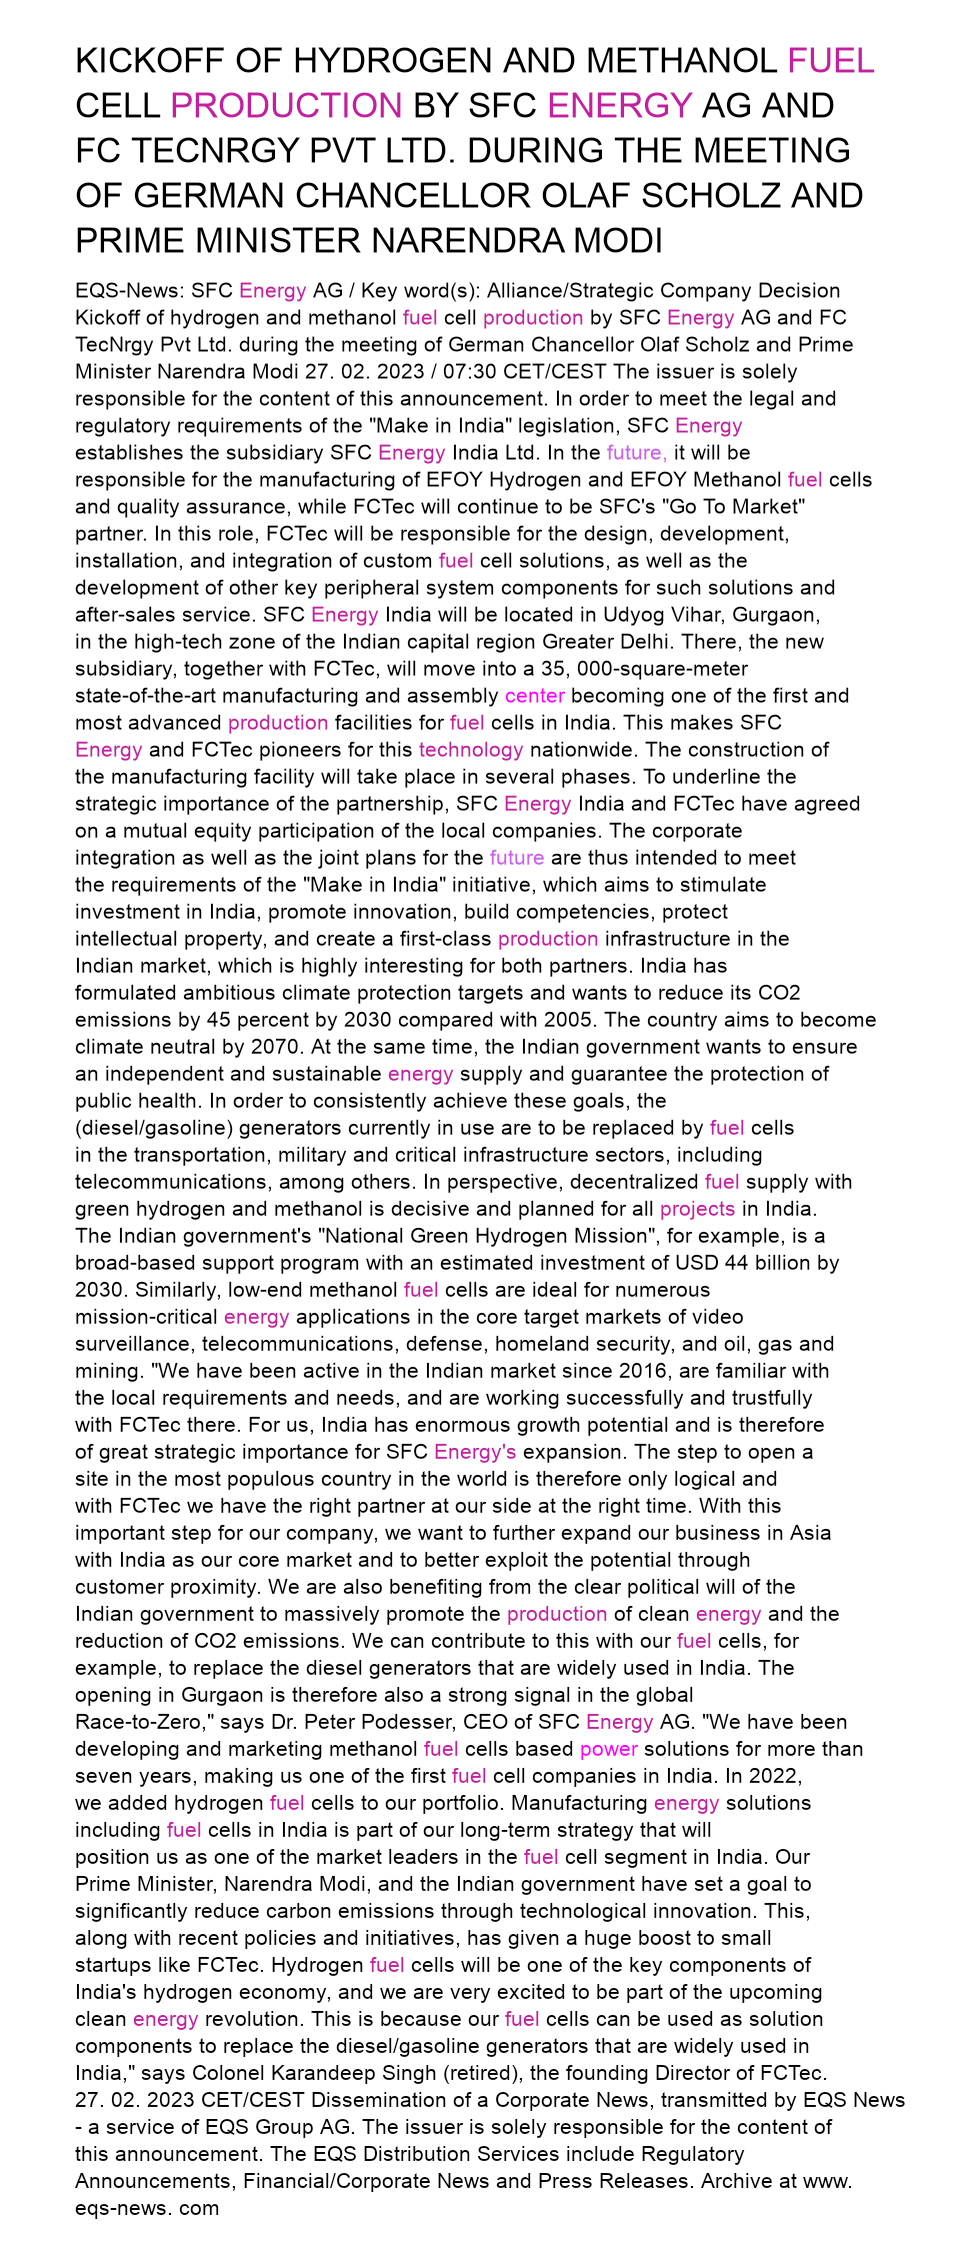 KICKOFF OF HYDROGEN AND METHANOL FUEL
CELL PRODUCTION BY SFC ENERGY AG AND
FC TECNRGY PVT LTD. DURING THE MEETING
OF GERMAN CHANCELLOR OLAF SCHOLZ AND
PRIME MINISTER NARENDRA MODI
EQS-News: SFC Energy AG / Key word(s): Alliance/Strategic Company Decision
Kickoff of hydrogen and methanol fuel cell production by SFC Energy AG and FC
TecNrgy Pvt Ltd. during the meeting of German Chancellor Olaf Scholz and Prime
Minister Narendra Modi 27. 02. 2023 / 07:30 CET/CEST The issuer is solely
responsible for the content of this announcement. In order to meet the legal and
regulatory requirements of the "Make in India" legislation, SFC Energy
establishes the subsidiary SFC Energy India Ltd. In the future, it will be
responsible for the manufacturing of EFOY Hydrogen and EFOY Methanol fuel cells
and quality assurance, while FCTec will continue to be SFC's "Go To Market"
partner. In this role, FCTec will be responsible for the design, development,
installation, and integration of custom fuel cell solutions, as well as the
development of other key peripheral system components for such solutions and
after-sales service. SFC Energy India will be located in Udyog Vihar, Gurgaon,
in the high-tech zone of the Indian capital region Greater Delhi. There, the new
subsidiary, together with FCTec, will move into a 35, 000-square-meter
state-of-the-art manufacturing and assembly center becoming one of the first and
most advanced production facilities for fuel cells in India. This makes SFC
Energy and FCTec pioneers for this technology nationwide. The construction of
the manufacturing facility will take place in several phases. To underline the
strategic importance of the partnership, SFC Energy India and FCTec have agreed
on a mutual equity participation of the local companies. The corporate
integration as well as the joint plans for the future are thus intended to meet
the requirements of the "Make in India" initiative, which aims to stimulate
investment in India, promote innovation, build competencies, protect
intellectual property, and create a first-class production infrastructure in the
Indian market, which is highly interesting for both partners. India has
formulated ambitious climate protection targets and wants to reduce its CO2
emissions by 45 percent by 2030 compared with 2005. The country aims to become
climate neutral by 2070. At the same time, the Indian government wants to ensure
an independent and sustainable energy supply and guarantee the protection of
public health. In order to consistently achieve these goals, the
(diesel/gasoline) generators currently in use are to be replaced by fuel cells
in the transportation, military and critical infrastructure sectors, including
telecommunications, among others. In perspective, decentralized fuel supply with
green hydrogen and methanol is decisive and planned for all projects in India.
The Indian government's "National Green Hydrogen Mission", for example, is a
broad-based support program with an estimated investment of USD 44 billion by
2030. Similarly, low-end methanol fuel cells are ideal for numerous
mission-critical energy applications in the core target markets of video
surveillance, telecommunications, defense, homeland security, and oil, gas and
mining. "We have been active in the Indian market since 2016, are familiar with
the local requirements and needs, and are working successfully and trustfully
with FCTec there. For us, India has enormous growth potential and is therefore
of great strategic importance for SFC Energy's expansion. The step to open a
site in the most populous country in the world is therefore only logical and
with FCTec we have the right partner at our side at the right time. With this
important step for our company, we want to further expand our business in Asia
with India as our core market and to better exploit the potential through
customer proximity. We are also benefiting from the clear political will of the
Indian government to massively promote the production of clean energy and the
reduction of CO2 emissions. We can contribute to this with our fuel cells, for
example, to replace the diesel generators that are widely used in India. The
opening in Gurgaon is therefore also a strong signal in the global
Race-to-Zero," says Dr. Peter Podesser, CEO of SFC Energy AG. "We have been
developing and marketing methanol fuel cells based power solutions for more than
seven years, making us one of the first fuel cell companies in India. In 2022,
we added hydrogen fuel cells to our portfolio. Manufacturing energy solutions
including fuel cells in India is part of our long-term strategy that will
position us as one of the market leaders in the fuel cell segment in India. Our
Prime Minister, Narendra Modi, and the Indian government have set a goal to
significantly reduce carbon emissions through technological innovation. This,
along with recent policies and initiatives, has given a huge boost to small
startups like FCTec. Hydrogen fuel cells will be one of the key components of
India's hydrogen economy, and we are very excited to be part of the upcoming
clean energy revolution. This is because our fuel cells can be used as solution
components to replace the diesel/gasoline generators that are widely used in
India," says Colonel Karandeep Singh (retired), the founding Director of FCTec.
27. 02. 2023 CET/CEST Dissemination of a Corporate News, transmitted by EQS News
- a service of EQS Group AG. The issuer is solely responsible for the content of
this announcement. The EQS Distribution Services include Regulatory
Announcements, Financial/Corporate News and Press Releases. Archive at www.
eqs-news. com